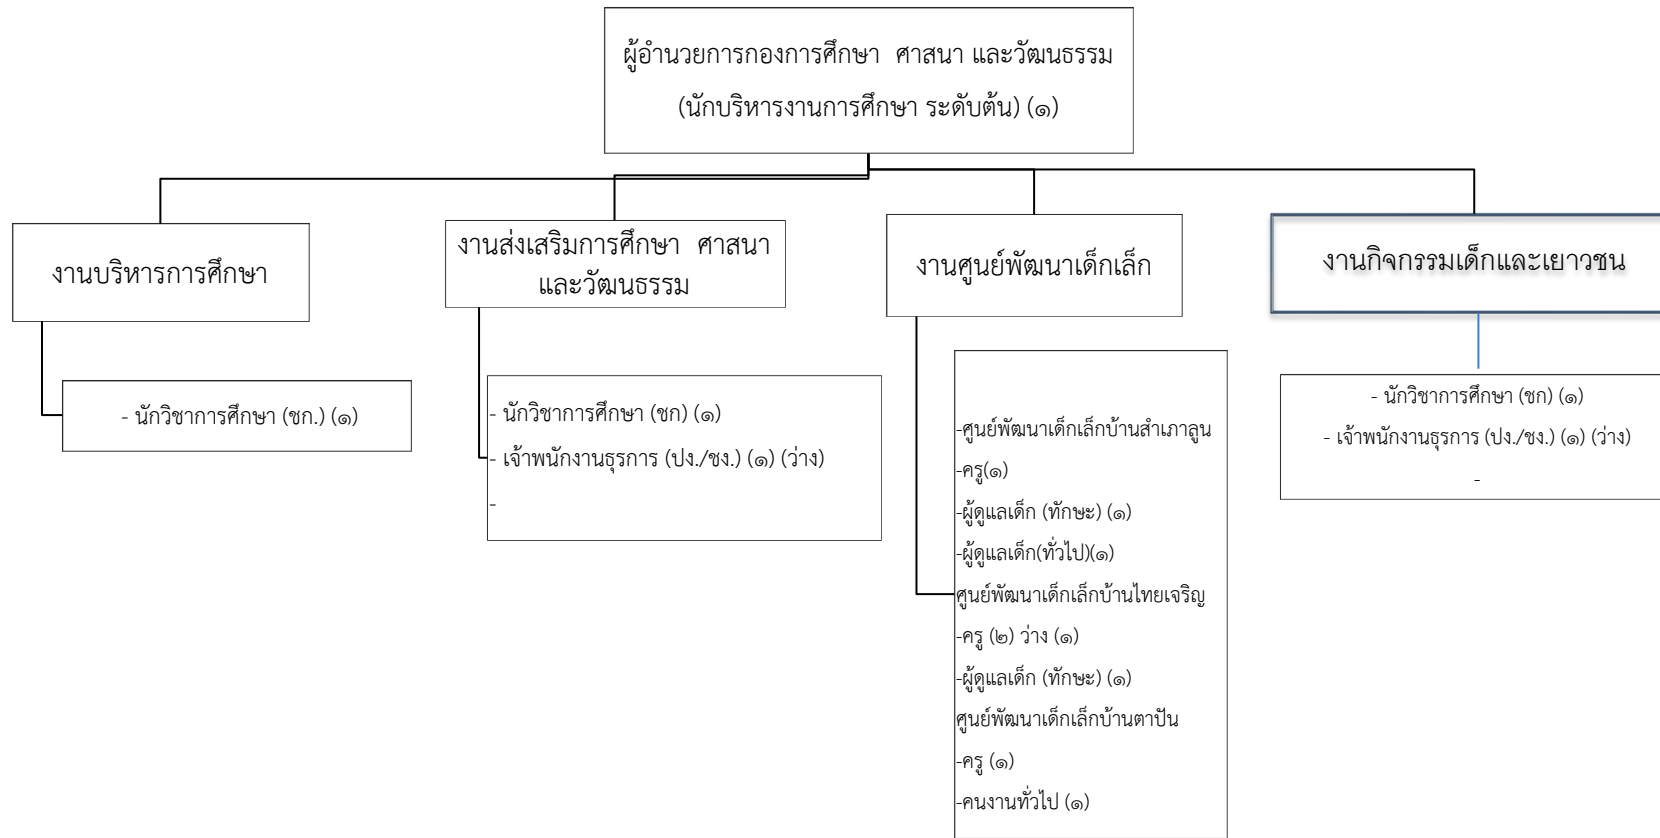 ผู้อำนวยการกองการศึกษา  ศาสนา และวัฒนธรรม
(นักบริหารงานการศึกษา ระดับต้น) (๑)
งานบริหารการศึกษา
งานส่งเสริมการศึกษา  ศาสนา
และวัฒนธรรม
งานศูนย์พัฒนาเด็กเล็ก
งานกิจกรรมเด็กและเยาวชน
- นักวิชาการศึกษา (ชก.) (๑)
- นักวิชาการศึกษา (ชก) (๑)
- เจ้าพนักงานธุรการ (ปง./ชง.) (๑) (ว่าง)
-
-ศูนย์พัฒนาเด็กเล็กบ้านสำเภาลูน
-ครู(๑)
-ผู้ดูแลเด็ก (ทักษะ) (๑)
-ผู้ดูแลเด็ก(ทั่วไป)(๑)
ศูนย์พัฒนาเด็กเล็กบ้านไทยเจริญ
-ครู (๒) ว่าง (๑)
-ผู้ดูแลเด็ก (ทักษะ) (๑)
ศูนย์พัฒนาเด็กเล็กบ้านตาปัน
-ครู (๑)
-คนงานทั่วไป (๑)
- นักวิชาการศึกษา (ชก) (๑)
- เจ้าพนักงานธุรการ (ปง./ชง.) (๑) (ว่าง)
-